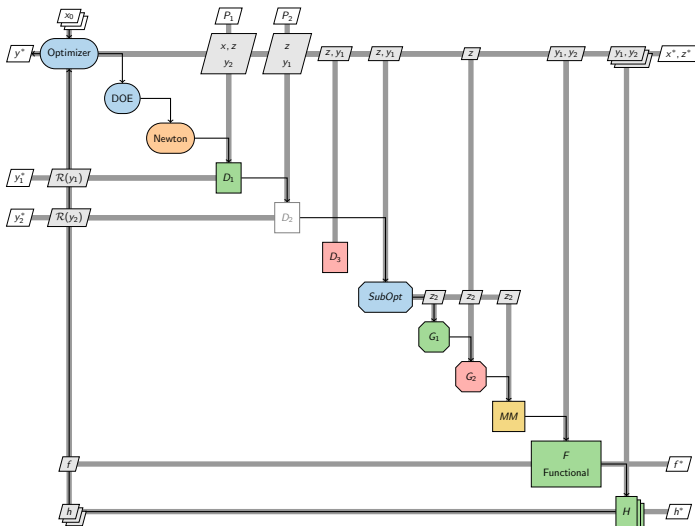 x₀ P₁ P₂
y* Optimizer x, z z z, y₁ z, y₁ z y₁, y₂ y₁, y₂ x*, z*
y₂ y₁
DOE
Newton
y₁* ℛ(y₁) D₁
y₂* ℛ(y₂) D₂
D₃
SubOpt z₂ z₂ z₂
G₁
G₂
MM
F
f Functional f*
h H h*